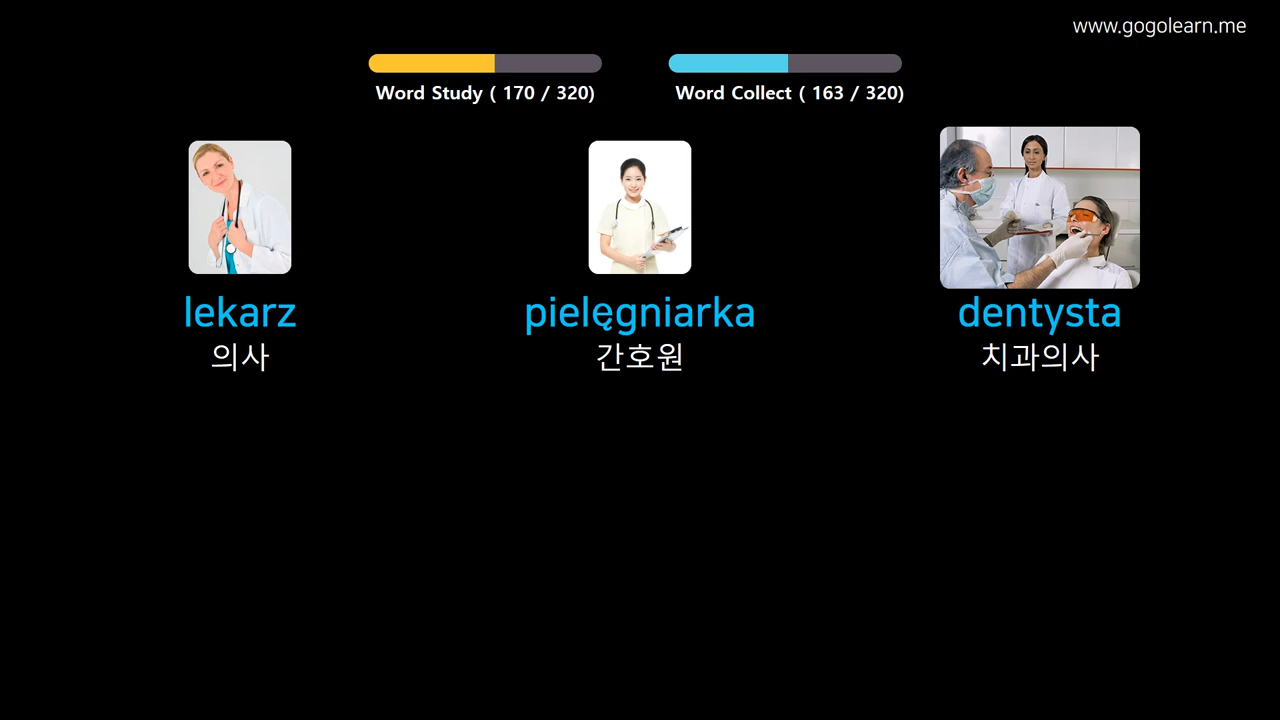 www.gogolearn.me
Word Study ( 170 / 320)
Word Collect ( 163 / 320)
lekarz
의사
pielęgniarka
간호원
dentysta
치과의사